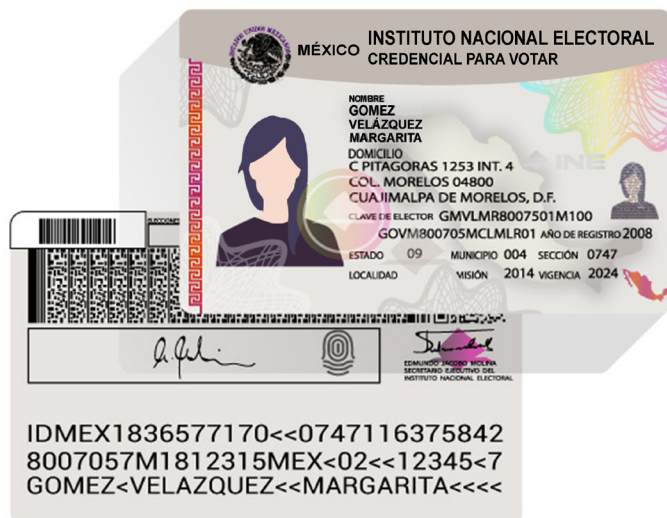 MÉXICO INSTITUTO NACIONAL ELECTORAL
CREDENCIAL PARA VOTAR
NOMBRE
GOMEZ
VELÁZQUEZ
MARGARITA
DOMICILIO
C PITAGORAS 1253 INT. 4
COL. MORELOS 04800
CUAJIMALPA DE MORELOS, D.F.
CLAVE DE ELECTOR GMVLMR8007501M100
GOVM800705MCLMLR01 AÑO DE REGISTRO 2008
ESTADO 09 MUNICIPIO 004 SECCIÓN 0747
LOCALIDAD VISIÓN 2014 VIGENCIA 2024
INE
EDMUNDO JACOBO MOLINA
SECRETARIO EJECUTIVO DEL
INSTITUTO NACIONAL ELECTORAL
IDMEX1836577170<<0747116375842
8007057M1812315MEX<02<<12345<7
GOMEZ<VELAZQUEZ<<MARGARITA<<<<